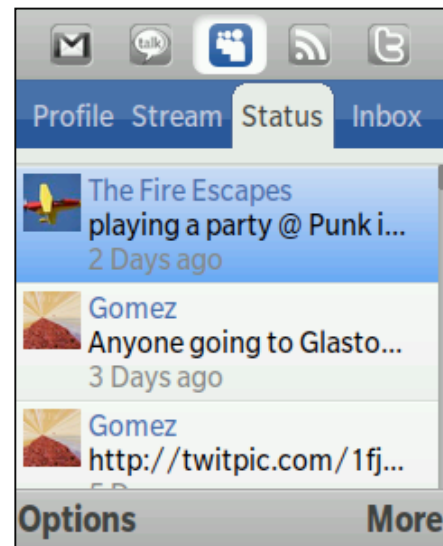 talk
Profile Stream Status Inbox
The Fire Escapes
playing a party @ Punk i...
2 Days ago
Gomez
Anyone going to Glasto...
3 Days ago
Gomez
http://twitpic.com/1fj...
Options More